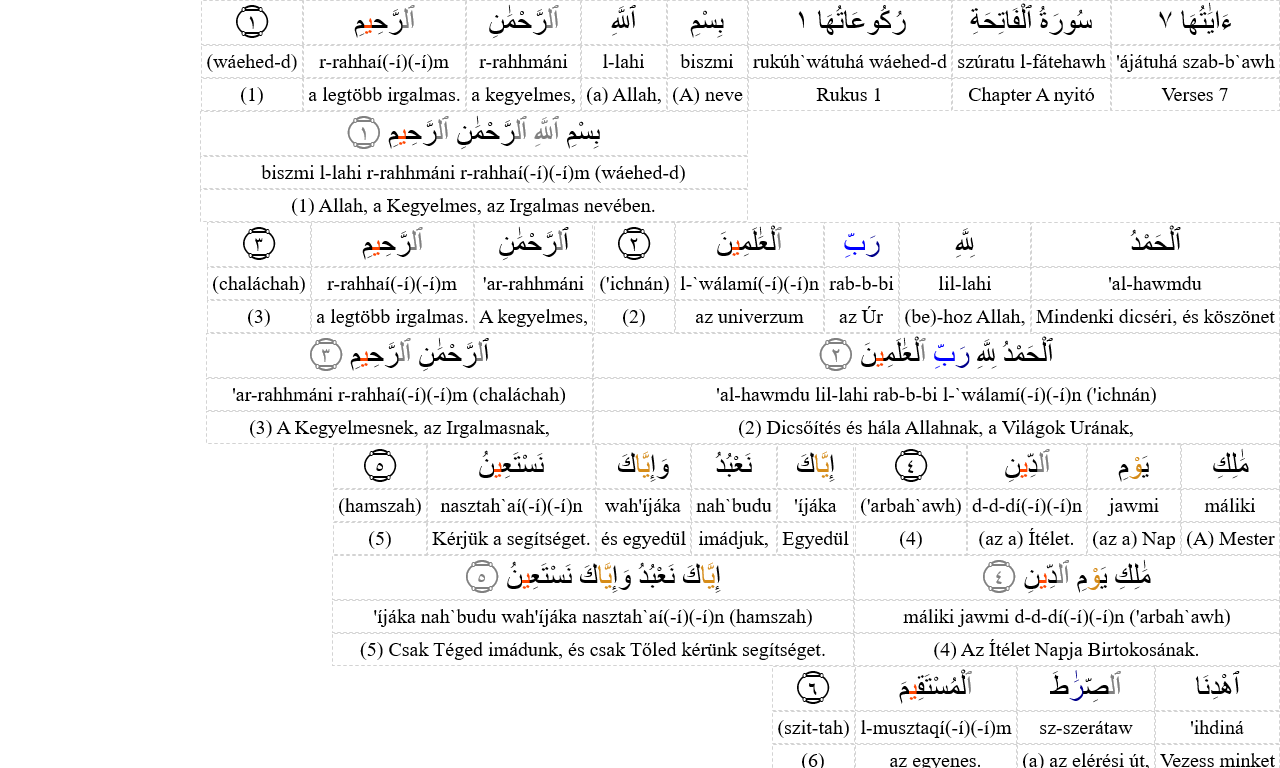 ءَايَٰتُهَا ٧ سُورَةُ ٱلْفَاتِحَةِ رُكُوعَاتُهَا ١ بِسْمِ ٱللَّهِ ٱلرَّحْمَٰنِ ٱلرَّحِيمِ ١
'ájátuhá szab-b`awh szúratu l-fátehawh rukúh`wátuhá wáehed-d biszmi l-lahi r-rahhmáni r-rahhaí(-í)(-í)m (wáehed-d)
Verses 7 Chapter A nyitó Rukus 1 (A) neve (a) Allah, a kegyelmes, a legtöbb irgalmas. (1)
بِسْمِ ٱللَّهِ ٱلرَّحْمَٰنِ ٱلرَّحِيمِ ١
biszmi l-lahi r-rahhmáni r-rahhaí(-í)(-í)m (wáehed-d)
(1) Allah, a Kegyelmes, az Irgalmas nevében.
ٱلْحَمْدُ لِلَّهِ رَبِّ ٱلْعَٰلَمِينَ ٢ ٱلرَّحْمَٰنِ ٱلرَّحِيمِ ٣
'al-hawmdu lil-lahi rab-b-bi l-`wálamí(-í)(-í)n ('ichnán) 'ar-rahhmáni r-rahhaí(-í)(-í)m (chaláchah)
Mindenki dicséri, és köszönet (be)-hoz Allah, az Úr az univerzum (2) A kegyelmes, a legtöbb irgalmas. (3)
ٱلْحَمْدُ لِلَّهِ رَبِّ ٱلْعَٰلَمِينَ ٢ ٱلرَّحْمَٰنِ ٱلرَّحِيمِ ٣
'al-hawmdu lil-lahi rab-b-bi l-`wálamí(-í)(-í)n ('ichnán) 'ar-rahhmáni r-rahhaí(-í)(-í)m (chaláchah)
(2) Dicsőítés és hála Allahnak, a Világok Urának, (3) A Kegyelmesnek, az Irgalmasnak,
مَٰلِكِ يَوْمِ ٱلدِّينِ ٤ إِيَّاكَ نَعْبُدُ وَإِيَّاكَ نَسْتَعِينُ ٥
máliki jawmi d-d-dí(-í)(-í)n ('arbah`awh) 'íjáka nah`budu wah'íjáka nasztah`aí(-í)(-í)n (hamszah)
(A) Mester (az a) Nap (az a) Ítélet. (4) Egyedül imádjuk, és egyedül Kérjük a segítséget. (5)
مَٰلِكِ يَوْمِ ٱلدِّينِ ٤ إِيَّاكَ نَعْبُدُ وَإِيَّاكَ نَسْتَعِينُ ٥
máliki jawmi d-d-dí(-í)(-í)n ('arbah`awh) 'íjáka nah`budu wah'íjáka nasztah`aí(-í)(-í)n (hamszah)
(4) Az Ítélet Napja Birtokosának. (5) Csak Téged imádunk, és csak Tőled kérünk segítséget.
ٱهْدِنَا ٱلصِّرَٰطَ ٱلْمُسْتَقِيمَ ٦
'ihdiná sz-szerátaw l-musztaqí(-í)(-í)m (szit-tah)
Vezess minket (a) az elérési út, az egyenes. (6)